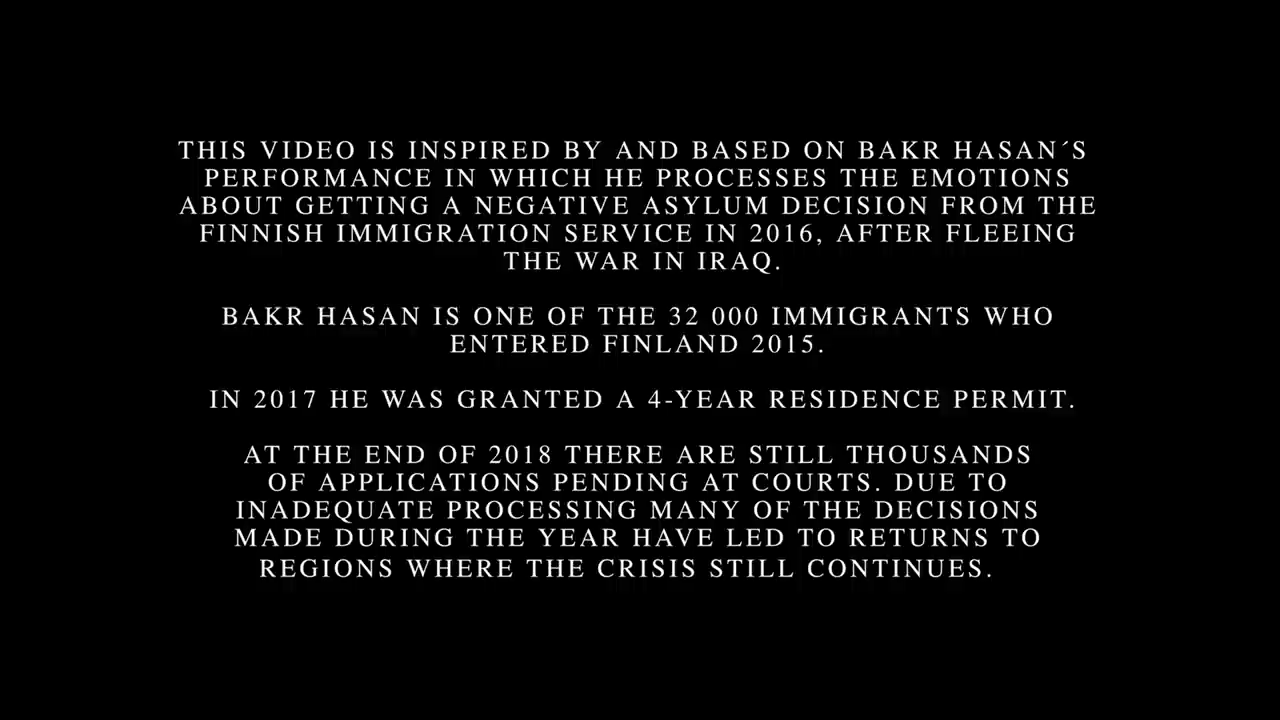 THIS VIDEO IS INSPIRED BY AND BASED ON BAKR HASAN´S
PERFORMANCE IN WHICH HE PROCESSES THE EMOTIONS
ABOUT GETTING A NEGATIVE ASYLUM DECISION FROM THE
FINNISH IMMIGRATION SERVICE IN 2016, AFTER FLEEING
THE WAR IN IRAQ.
BAKR HASAN IS ONE OF THE 32 000 IMMIGRANTS WHO
ENTERED FINLAND 2015.
IN 2017 HE WAS GRANTED A 4-YEAR RESIDENCE PERMIT.
AT THE END OF 2018 THERE ARE STILL THOUSANDS
OF APPLICATIONS PENDING AT COURTS. DUE TO
INADEQUATE PROCESSING MANY OF THE DECISIONS
MADE DURING THE YEAR HAVE LED TO RETURNS TO
REGIONS WHERE THE CRISIS STILL CONTINUES.